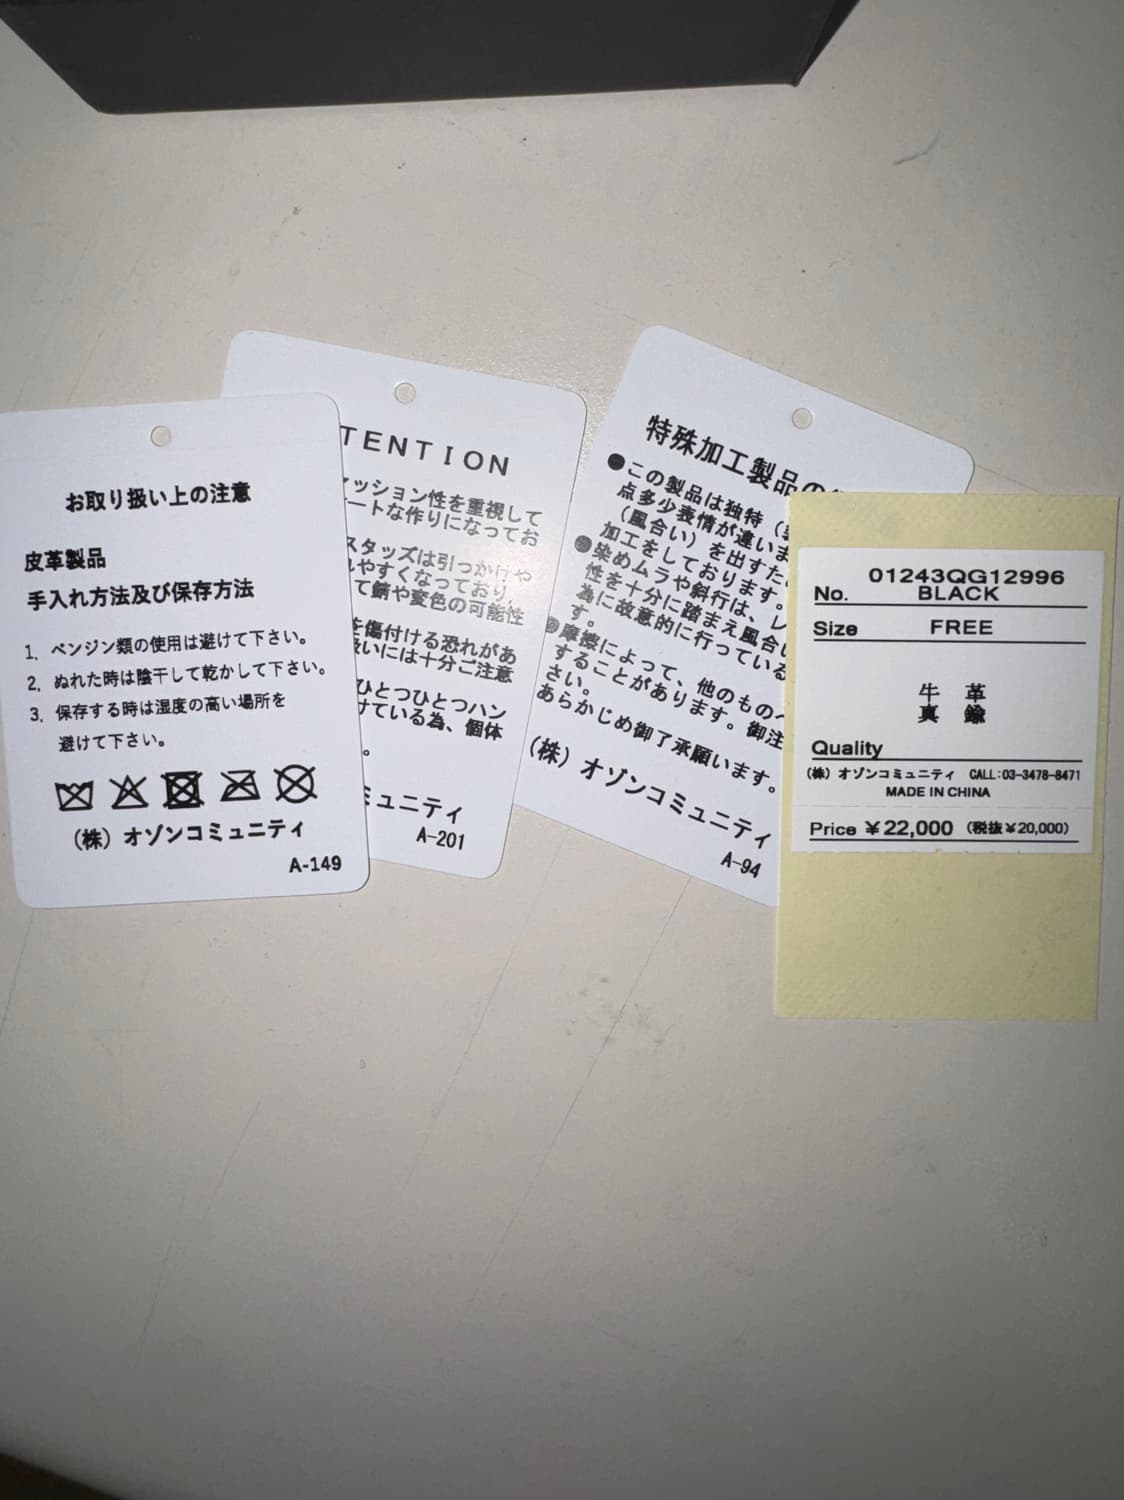 お取り扱い上の注意
皮革製品
手入れ方法及び保存方法
1. ベンジン類の使用は避けて下さい。
2. ぬれた時は陰干して乾かして下さい。
3. 保存する時は湿度の高い場所を
避けて下さい。
(株) オゾンコミュニティ
A-149
TENTION
ッション性を重視して
ートな作りになってお
スタッズは引っかけや
やすくなっており、
て錆や変色の可能性
を傷付ける恐れがあ
扱いには十分ご注意
ひとつひとつハン
けている為、個体
。
ミュニティ
A-201
特殊加工製品の
●この製品は独特（
点多少表情が違いま
（風合い）を出すた
加工をしております。
●染めムラや斜行は、レ
性を十分に踏まえ風合
為に故意的に行っている
す。
●摩擦によって、他のものへ
することがあります。御注
さい。
あらかじめ御了承願います。
(株) オゾンコミュニティ
A-94
01243QG12996
No. BLACK
Size FREE
牛 革
真 鍮
Quality
(株) オゾンコミュニティ CALL:03-3478-8471
MADE IN CHINA
Price ¥22,000 (税抜¥20,000)